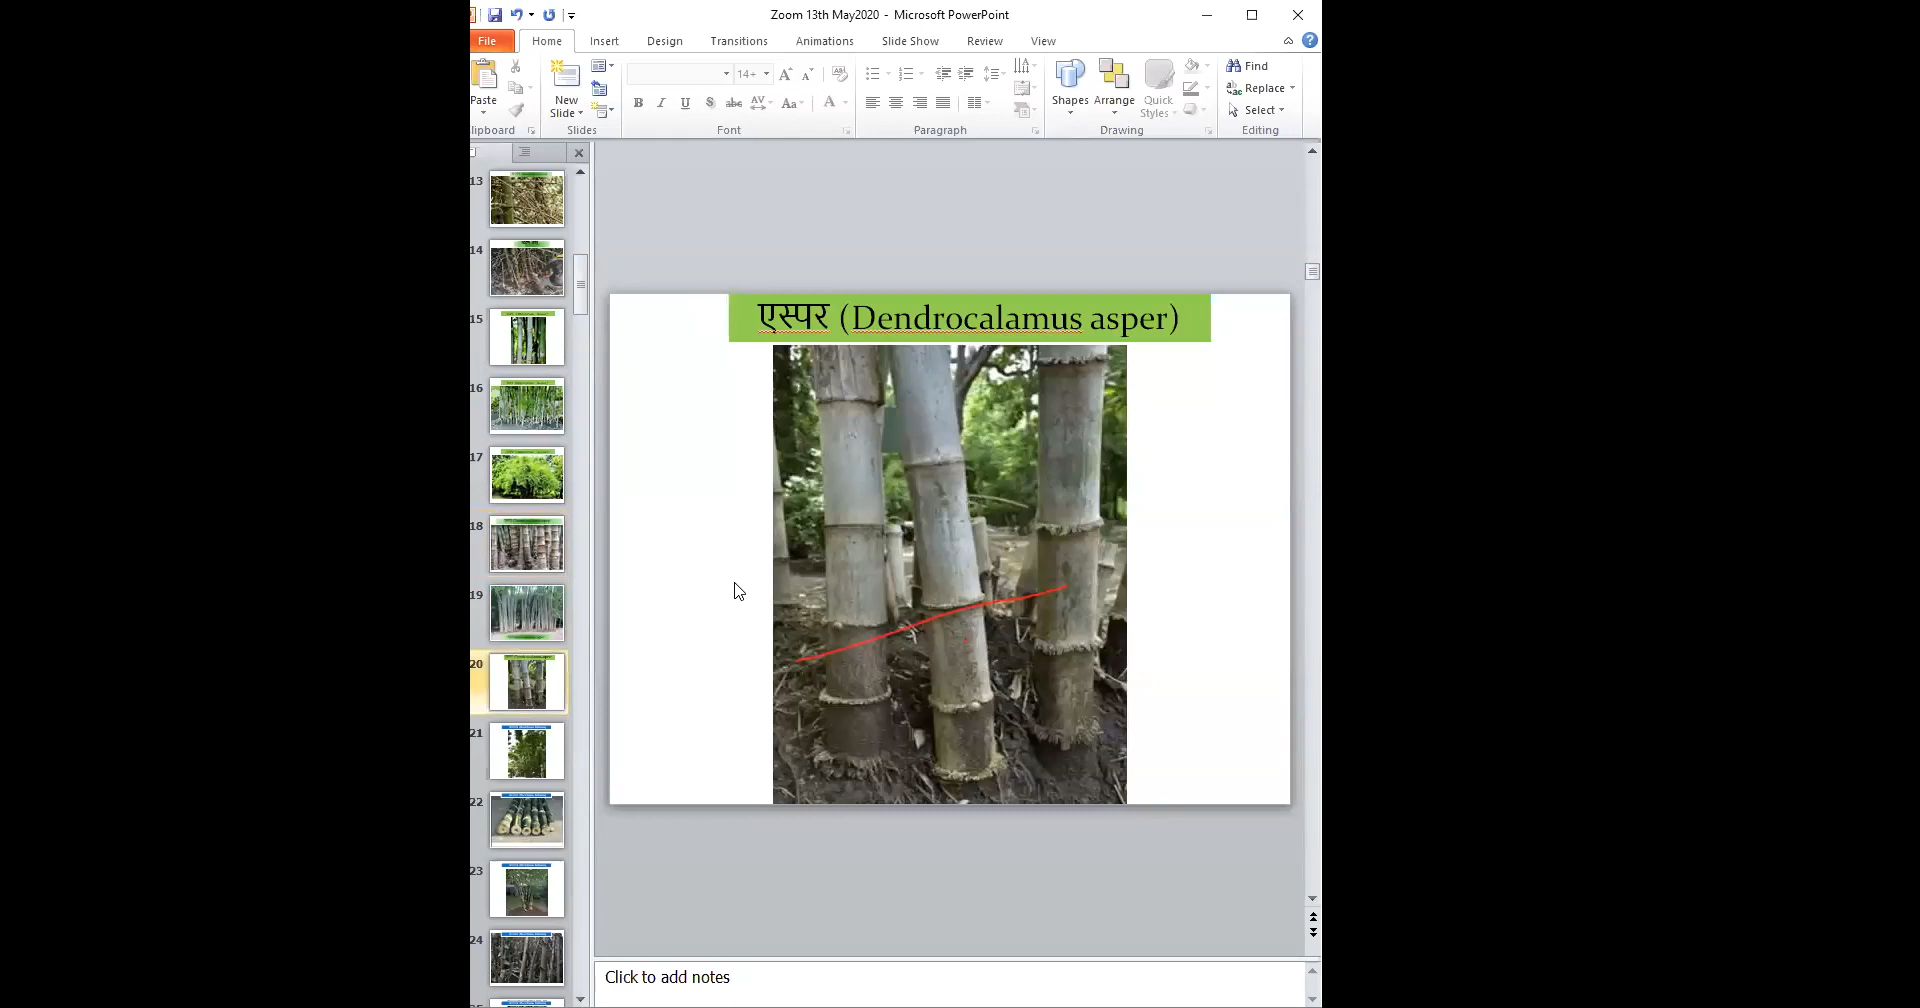 Zoom 13th May2020 - Microsoft PowerPoint
File Home Insert Design Transitions Animations Slide Show Review View
14+
Find
Paste New Slide Shapes Arrange Quick Styles Replace
Select
lipboard Slides Font Paragraph Drawing Editing
13
14
15
16
17
18
19
20
21
22
23
24
एस्पर (Dendrocalamus asper)
Click to add notes